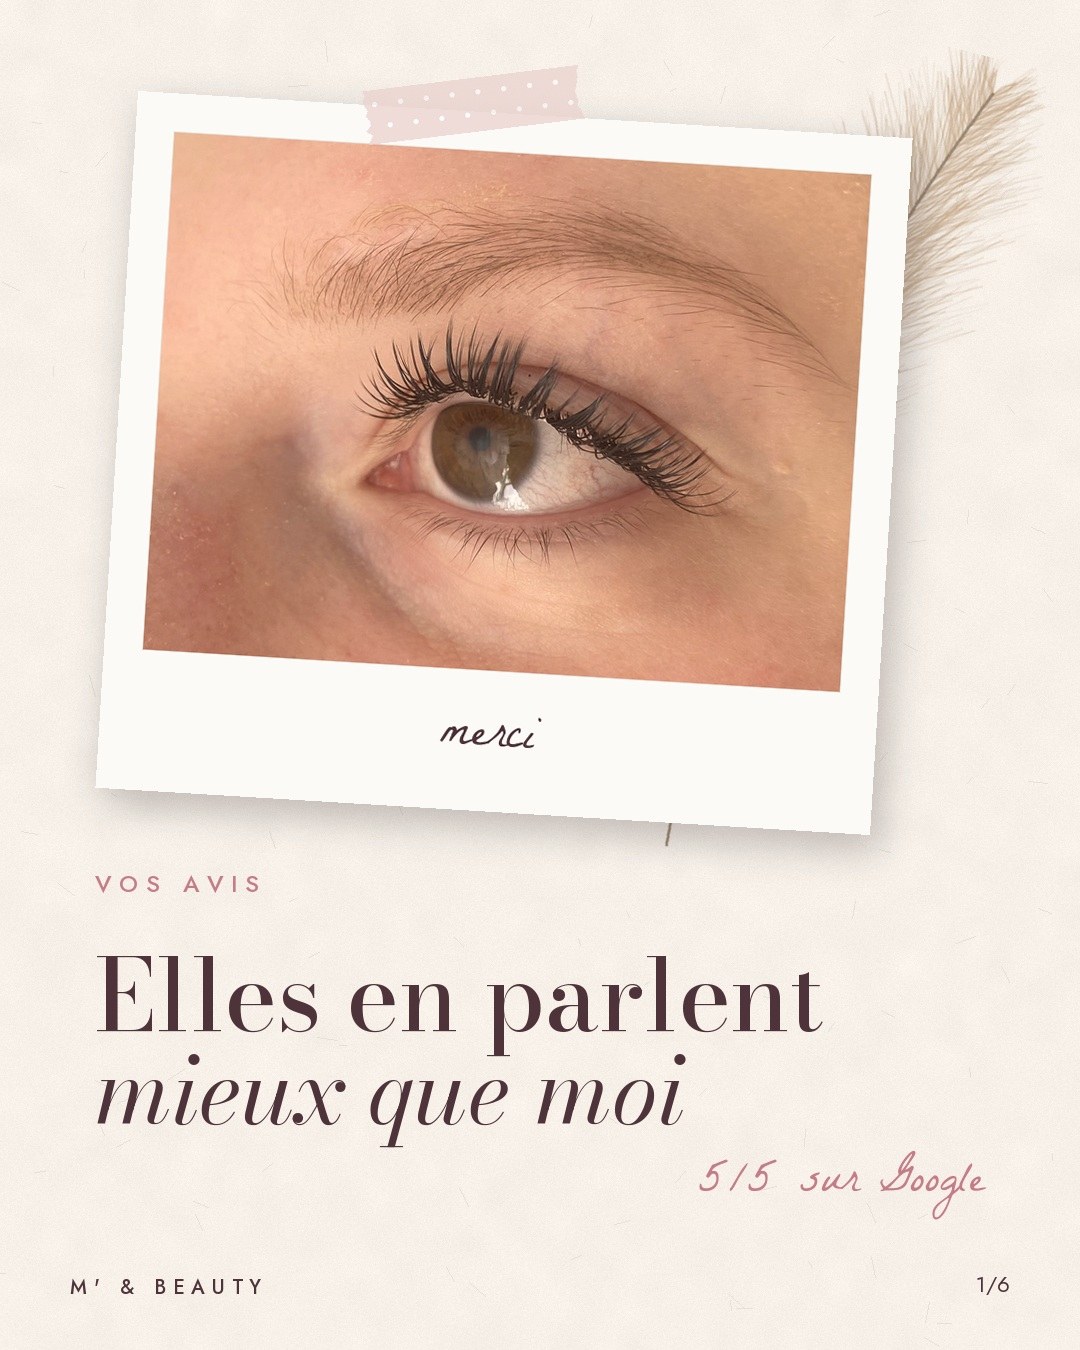 merci
VOS AVIS
Elles en parlent
mieux que moi
5/5 sur Google
M' & BEAUTY
1/6